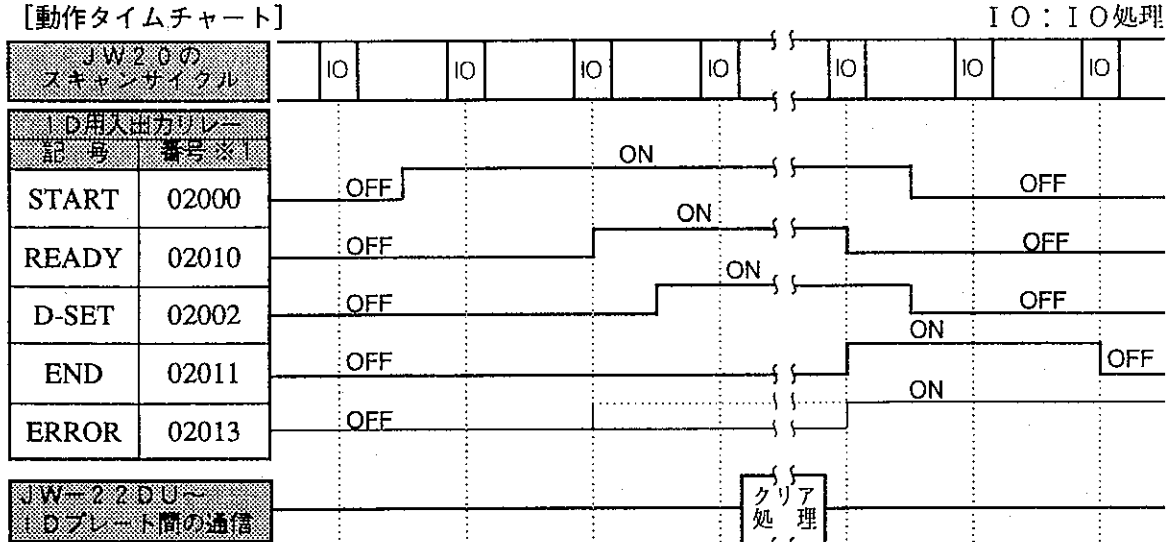 [動作タイムチャート]
ＩＯ：ＩＯ処理
ＪＷ２０の
スキャンサイクル
IO IO IO IO IO IO IO
ＩＤ用入出力リレー
記 号 番号※1
ON
START 02000 OFF OFF
ON
READY 02010 OFF OFF
ON
D-SET 02002 OFF OFF
ON
END 02011 OFF OFF
ON
ERROR 02013 OFF
ＪＷ－２２ＤＵ～
ＩＤプレート間の通信
クリア
処 理